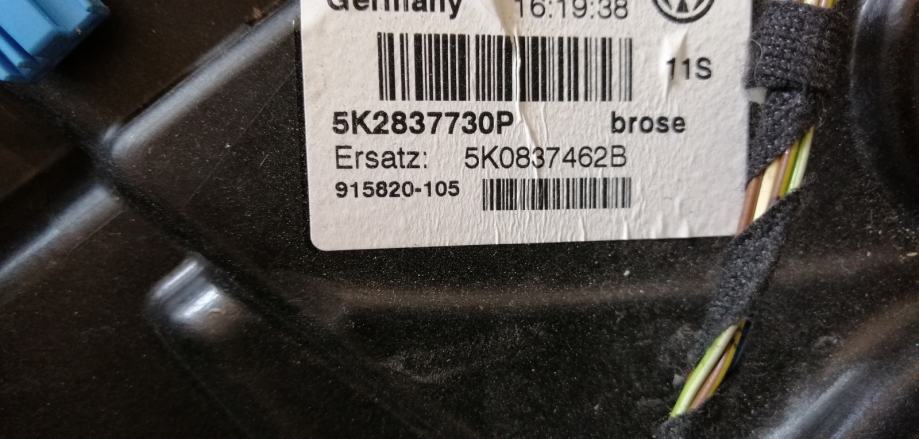 Germany 16:19:38
11S
5K2837730P brose
Ersatz: 5K0837462B
915820-105